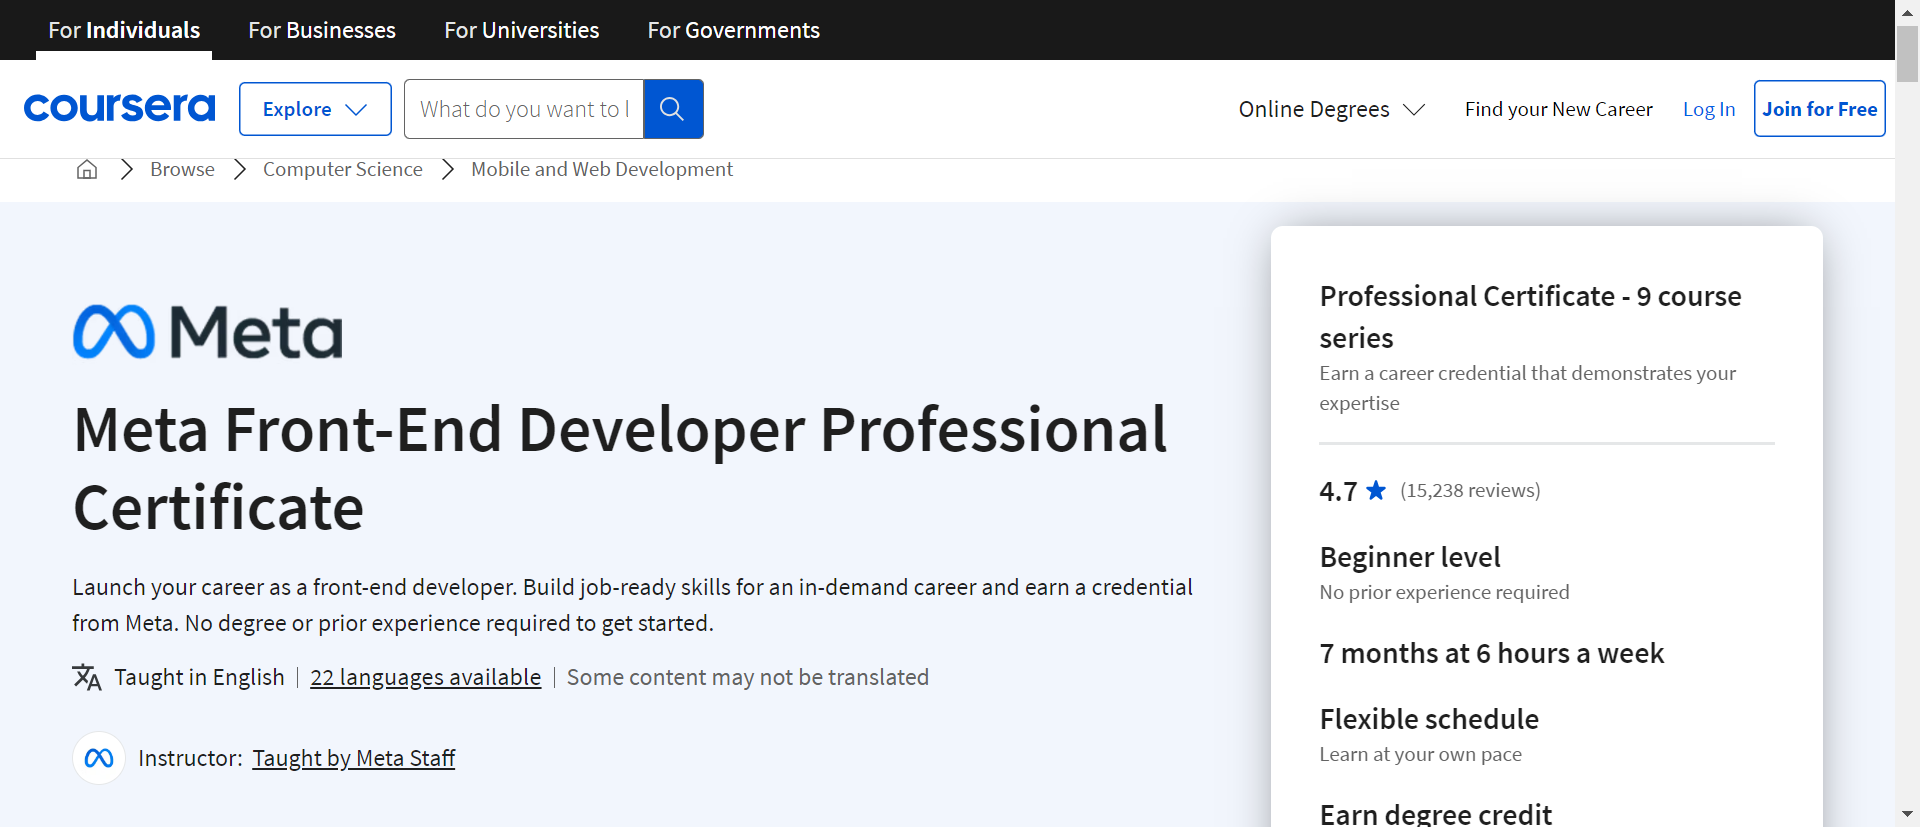 For Individuals For Businesses For Universities For Governments
coursera Explore What do you want to l Online Degrees Find your New Career Log In Join for Free
Browse Computer Science Mobile and Web Development
Meta
Meta Front-End Developer Professional
Certificate
Launch your career as a front-end developer. Build job-ready skills for an in-demand career and earn a credential
from Meta. No degree or prior experience required to get started.
Taught in English 22 languages available Some content may not be translated
Instructor: Taught by Meta Staff
Professional Certificate - 9 course
series
Earn a career credential that demonstrates your
expertise
4.7 (15,238 reviews)
Beginner level
No prior experience required
7 months at 6 hours a week
Flexible schedule
Learn at your own pace
Earn degree credit